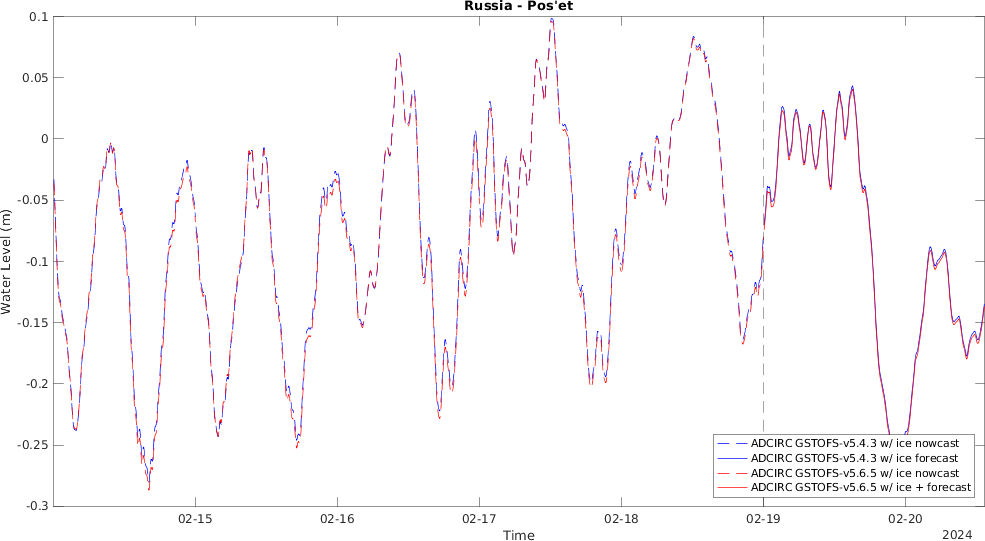 Russia - Pos'et
0.1
0.05
0
-0.05
-0.1
-0.15
-0.2
-0.25
-0.3
Water Level (m)
ADCIRC GSTOFS-v5.4.3 w/ ice nowcast
ADCIRC GSTOFS-v5.4.3 w/ ice forecast
ADCIRC GSTOFS-v5.6.5 w/ ice nowcast
ADCIRC GSTOFS-v5.6.5 w/ ice + forecast
02-15 02-16 02-17 02-18 02-19 02-20
Time
2024